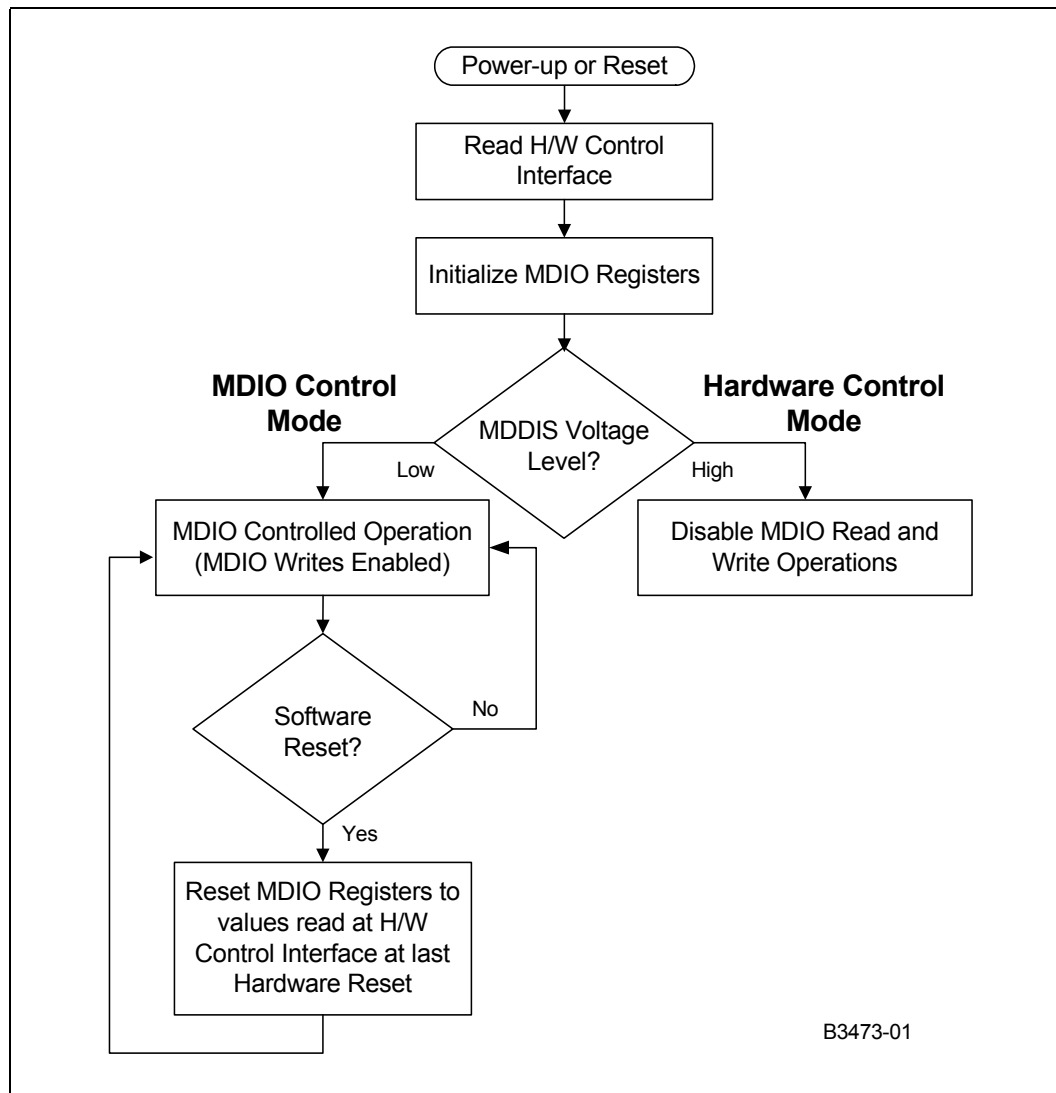 Power-up or Reset
Read H/W Control
Interface
Initialize MDIO Registers
MDIO Control
Mode
Hardware Control
Mode
MDDIS Voltage
Level?
Low
High
MDIO Controlled Operation
(MDIO Writes Enabled)
Disable MDIO Read and
Write Operations
Software
Reset?
No
Yes
Reset MDIO Registers to
values read at H/W
Control Interface at last
Hardware Reset
B3473-01